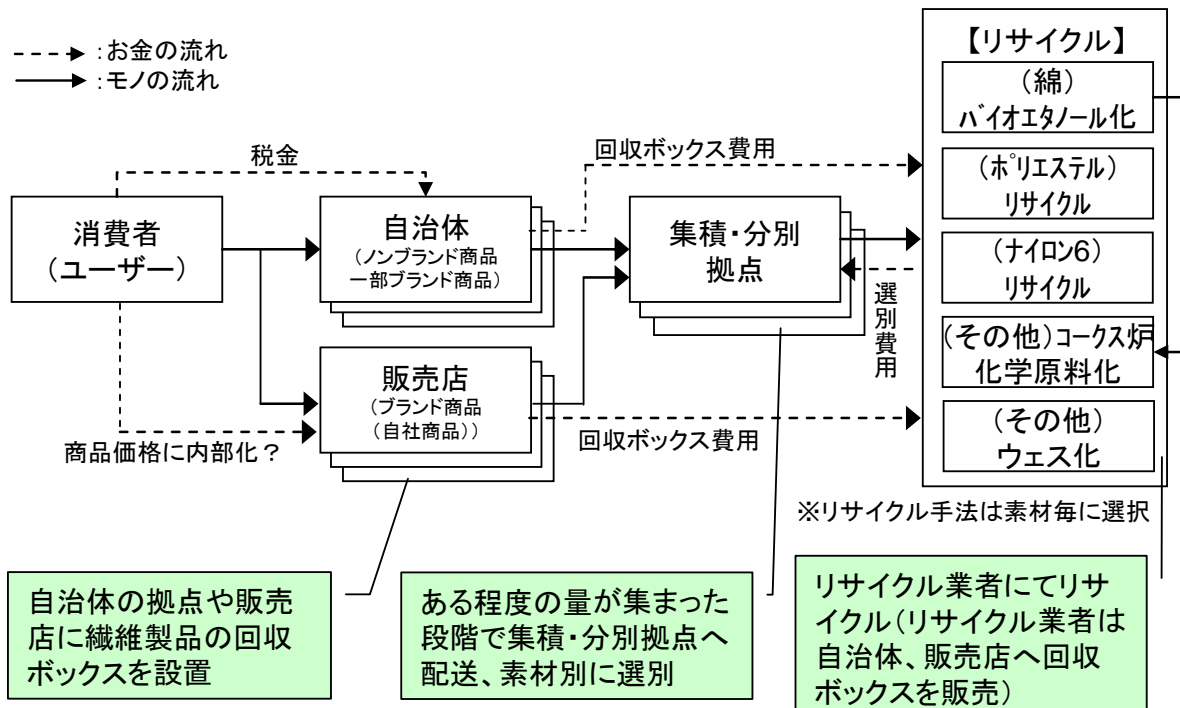 :お金の流れ
:モノの流れ
税金
回収ボックス費用
消費者
(ユーザー)
自治体
(ノンブランド商品
一部ブランド商品)
集積・分別
拠点
選別費用
販売店
(ブランド商品
(自社商品))
商品価格に内部化？
回収ボックス費用
【リサイクル】
(綿)
バイオエタノール化
(ポリエステル)
リサイクル
(ナイロン6)
リサイクル
(その他)コークス炉
化学原料化
(その他)
ウェス化
※リサイクル手法は素材毎に選択
自治体の拠点や販売
店に繊維製品の回収
ボックスを設置
ある程度の量が集まった
段階で集積・分別拠点へ
配送、素材別に選別
リサイクル業者にてリサ
イクル(リサイクル業者は
自治体、販売店へ回収
ボックスを販売)